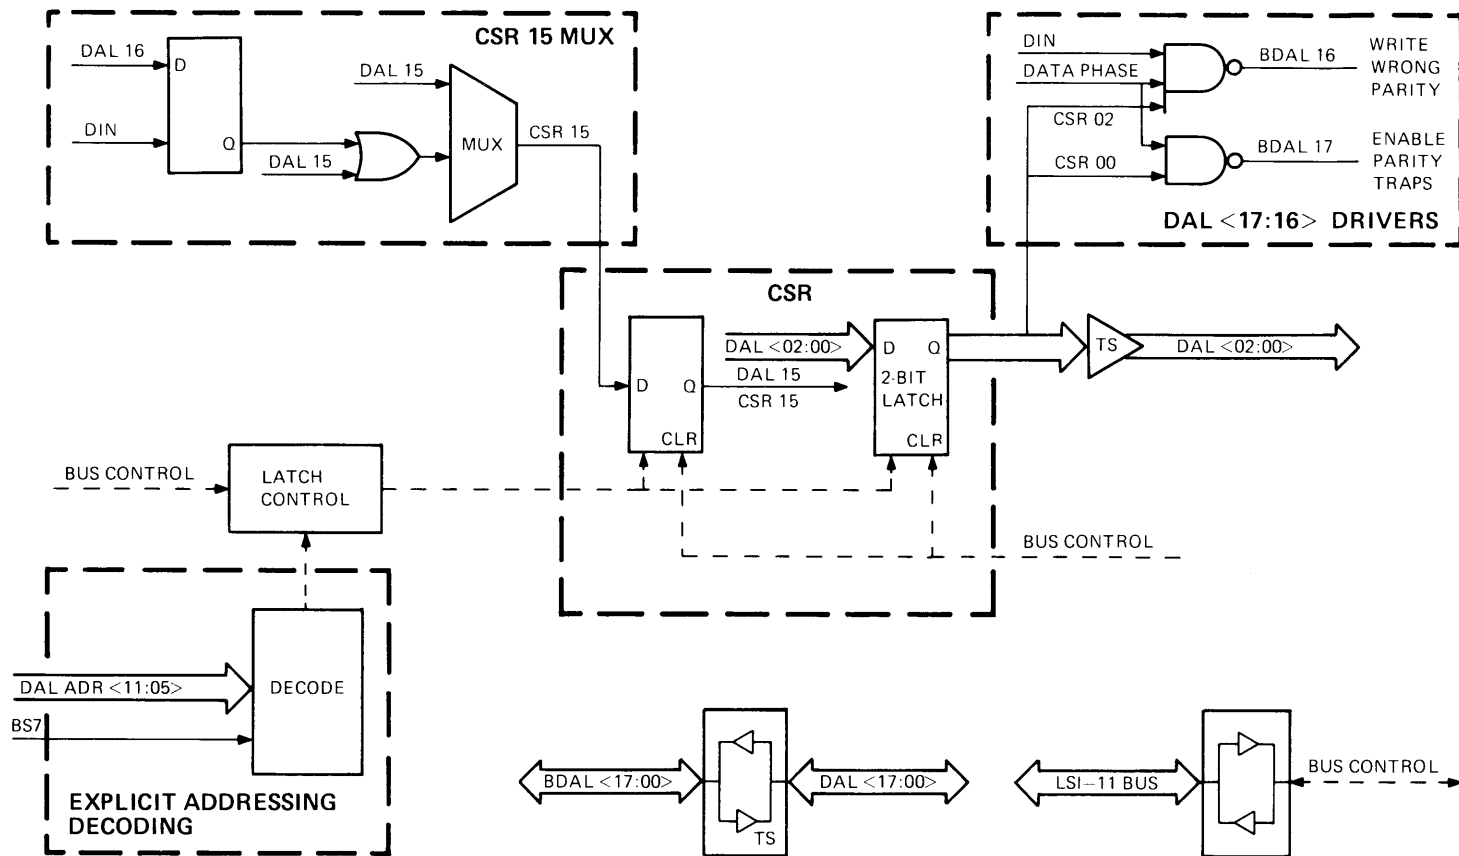 CSR 15 MUX
DAL 16
D
DIN
Q
DAL 15
DAL 15
MUX
CSR 15
DIN
DATA PHASE
CSR 02
CSR 00
BDAL 16
WRITE
WRONG
PARITY
BDAL 17
ENABLE
PARITY
TRAPS
DAL <17:16> DRIVERS
CSR
D
Q
CLR
DAL <02:00>
DAL 15
CSR 15
D
Q
2-BIT
LATCH
CLR
TS
DAL <02:00>
BUS CONTROL
LATCH
CONTROL
BUS CONTROL
DAL ADR <11:05>
BS7
DECODE
EXPLICIT ADDRESSING
DECODING
BDAL <17:00>
TS
DAL <17:00>
LSI-11 BUS
BUS CONTROL